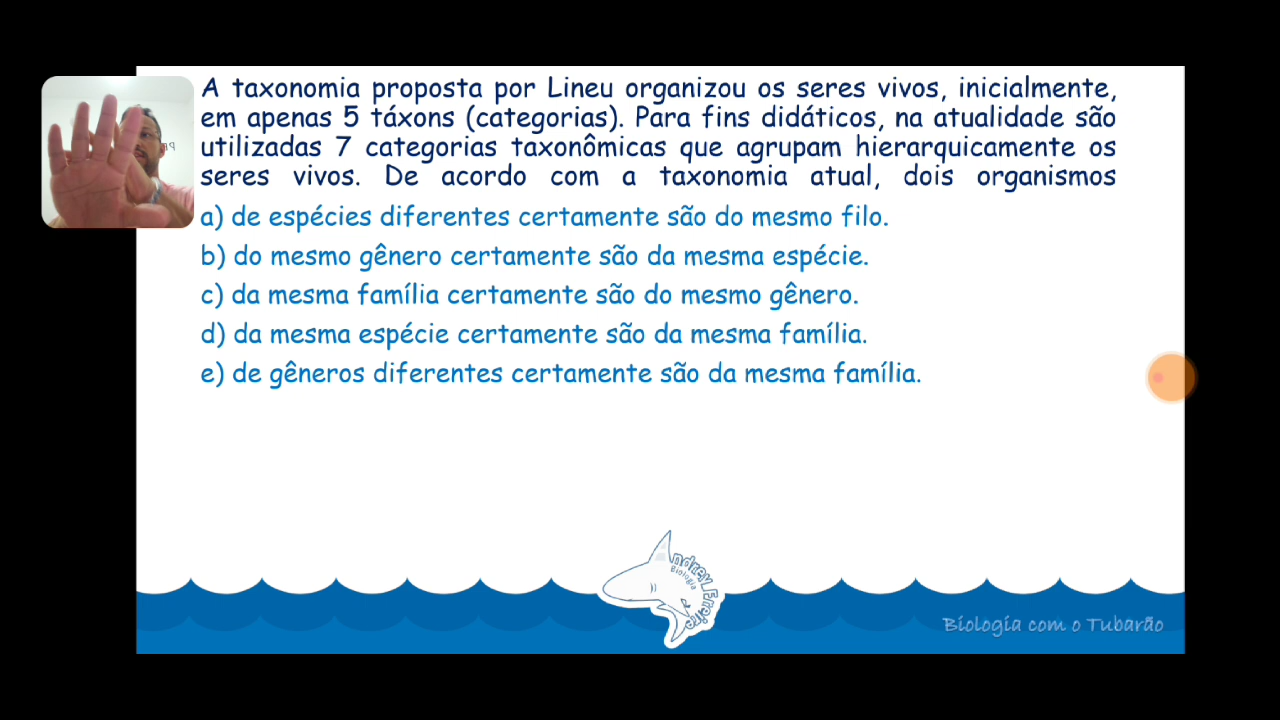 A taxonomia proposta por Lineu organizou os seres vivos, inicialmente,
em apenas 5 táxons (categorias). Para fins didáticos, na atualidade são
utilizadas 7 categorias taxonômicas que agrupam hierarquicamente os
seres vivos. De acordo com a taxonomia atual, dois organismos
a) de espécies diferentes certamente são do mesmo filo.
b) do mesmo gênero certamente são da mesma espécie.
c) da mesma família certamente são do mesmo gênero.
d) da mesma espécie certamente são da mesma família.
e) de gêneros diferentes certamente são da mesma família.
Biologia
Biologia com o Tubarão